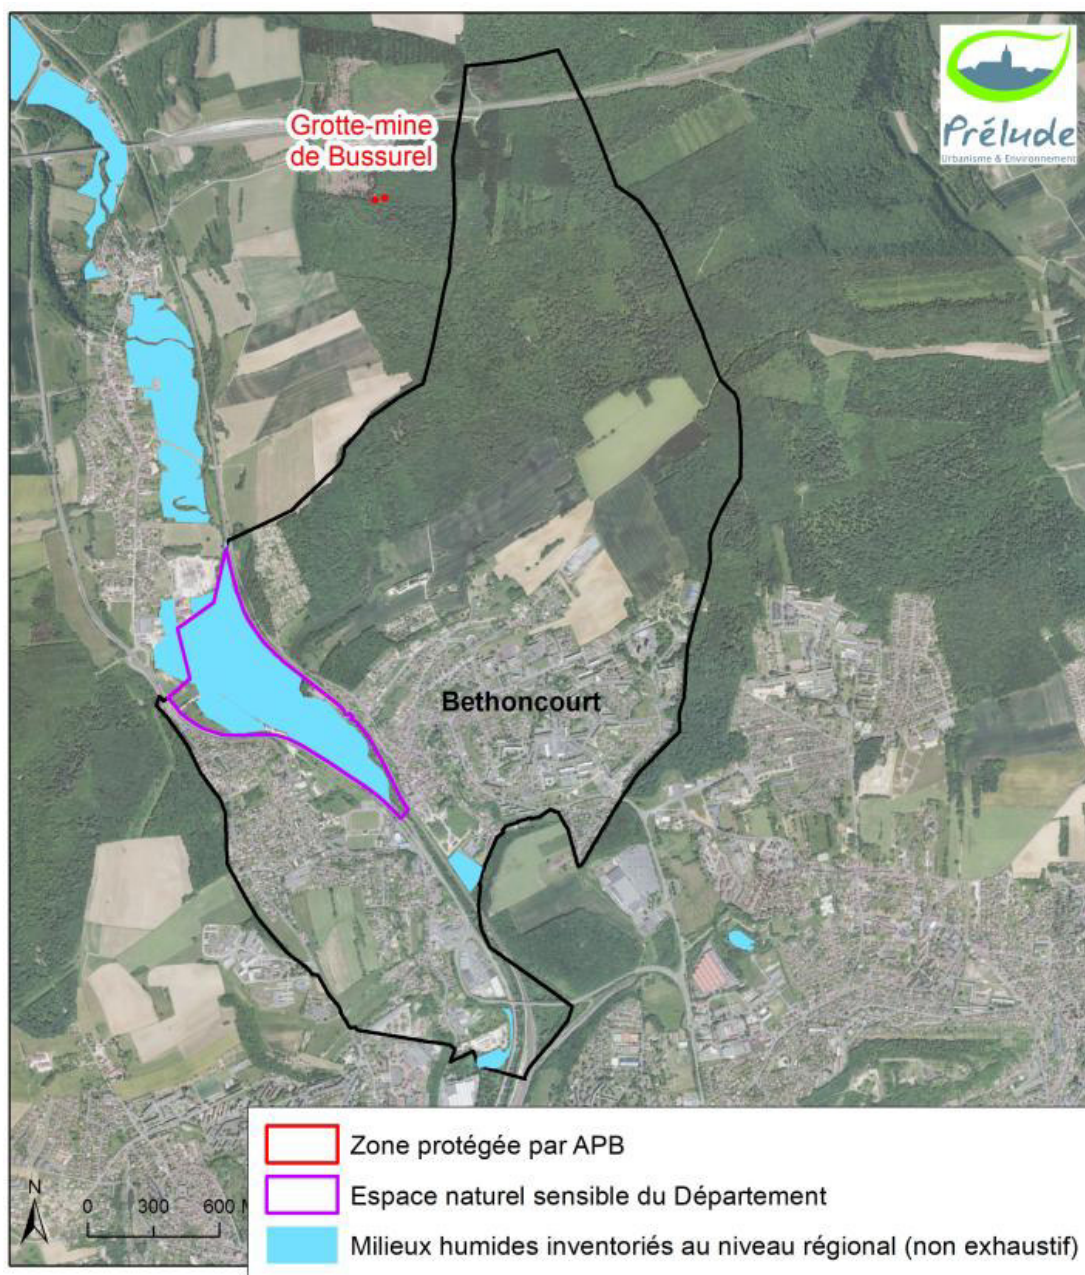 Grotte-mine
de Bussurel
Prélude
Urbanisme & Environnement
Bethoncourt
N
0 300 600
Zone protégée par APB
Espace naturel sensible du Département
Milieux humides inventoriés au niveau régional (non exhaustif)